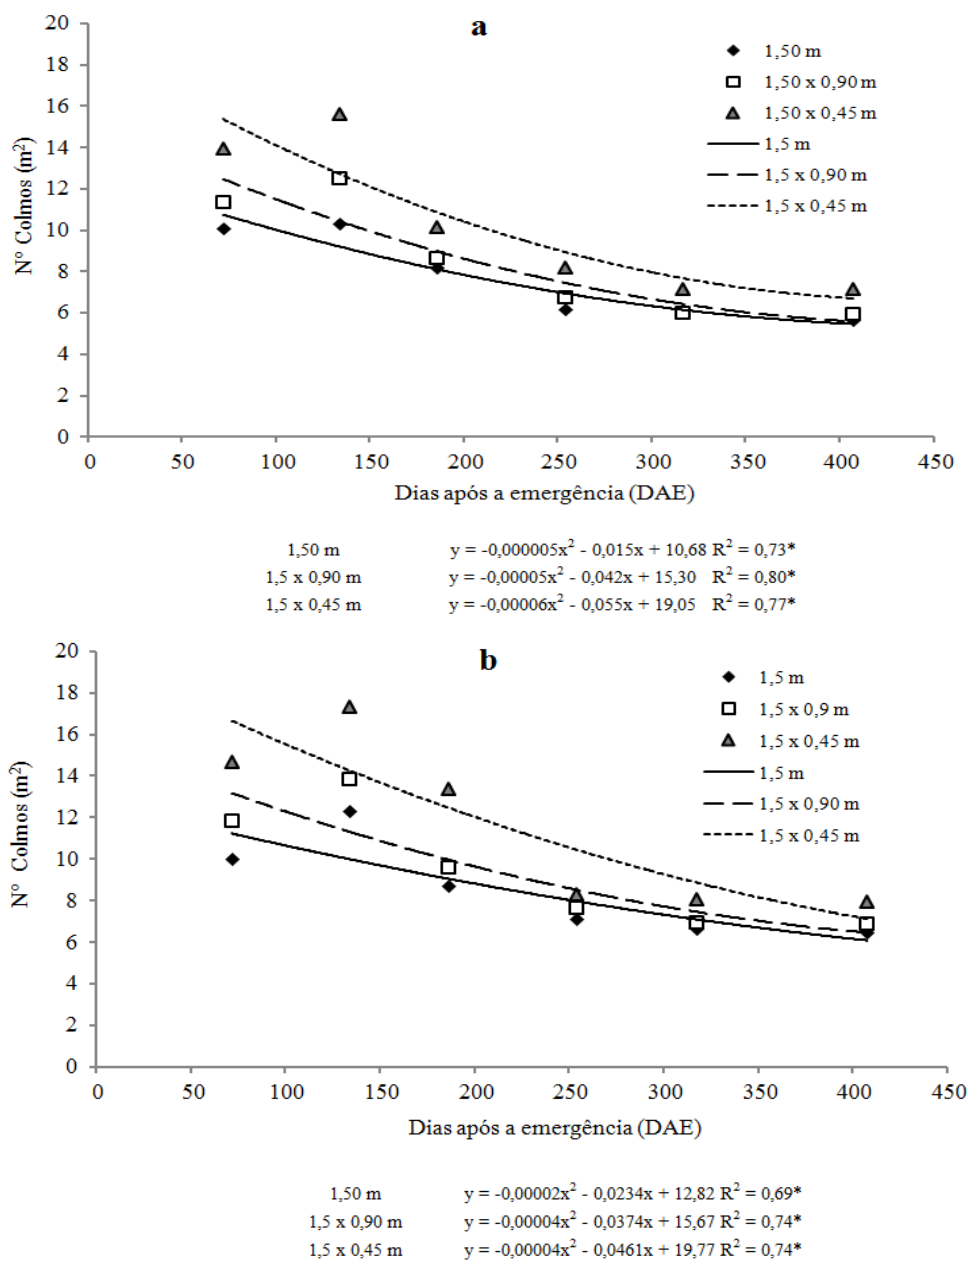 a
20
18
16
14
12
10
8
6
4
2
0
Nº Colmos (m²)
1,50 m
1,50 x 0,90 m
1,50 x 0,45 m
1,5 m
1,5 x 0,90 m
1,5 x 0,45 m
0 50 100 150 200 250 300 350 400 450
Dias após a emergência (DAE)
1,50 m y = -0,000005x² - 0,015x + 10,68 R² = 0,73*
1,5 x 0,90 m y = -0,00005x² - 0,042x + 15,30 R² = 0,80*
1,5 x 0,45 m y = -0,00006x² - 0,055x + 19,05 R² = 0,77*
b
20
18
16
14
12
10
8
6
4
2
0
Nº Colmos (m²)
1,5 m
1,5 x 0,9 m
1,5 x 0,45 m
1,5 m
1,5 x 0,90 m
1,5 x 0,45 m
0 50 100 150 200 250 300 350 400 450
Dias após a emergência (DAE)
1,50 m y = -0,00002x² - 0,0234x + 12,82 R² = 0,69*
1,5 x 0,90 m y = -0,00004x² - 0,0374x + 15,67 R² = 0,74*
1,5 x 0,45 m y = -0,00004x² - 0,0461x + 19,77 R² = 0,74*